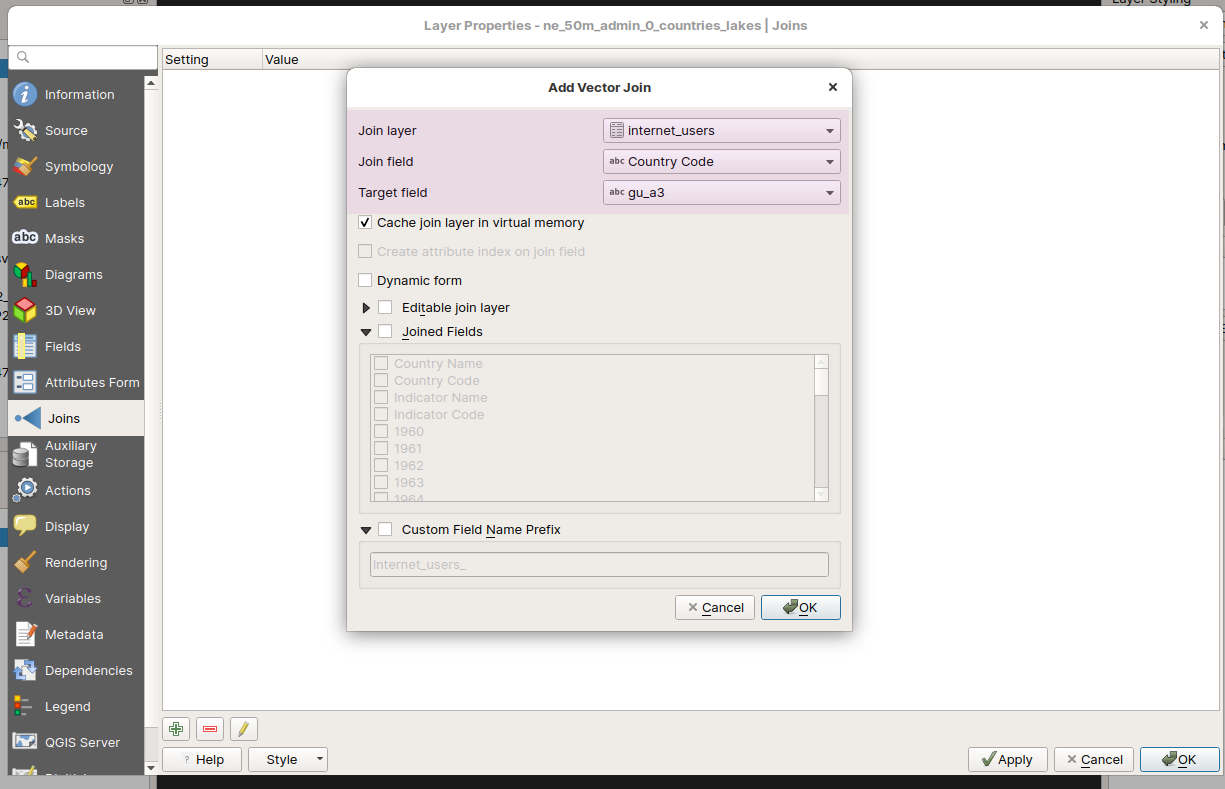 Layer Styling
Layer Properties - ne_50m_admin_0_countries_lakes | Joins
Setting
Value
Information
Source
Symbology
Labels
Masks
Diagrams
3D View
Fields
Attributes Form
Joins
Auxiliary
Storage
Actions
Display
Rendering
Variables
Metadata
Dependencies
Legend
QGIS Server
Add Vector Join
Join layer
internet_users
Join field
abc Country Code
Target field
abc gu_a3
Cache join layer in virtual memory
Create attribute index on join field
Dynamic form
Editable join layer
Joined Fields
Country Name
Country Code
Indicator Name
Indicator Code
1960
1961
1962
1963
1964
Custom Field Name Prefix
internet_users_
Cancel
OK
? Help
Style
Apply
Cancel
OK